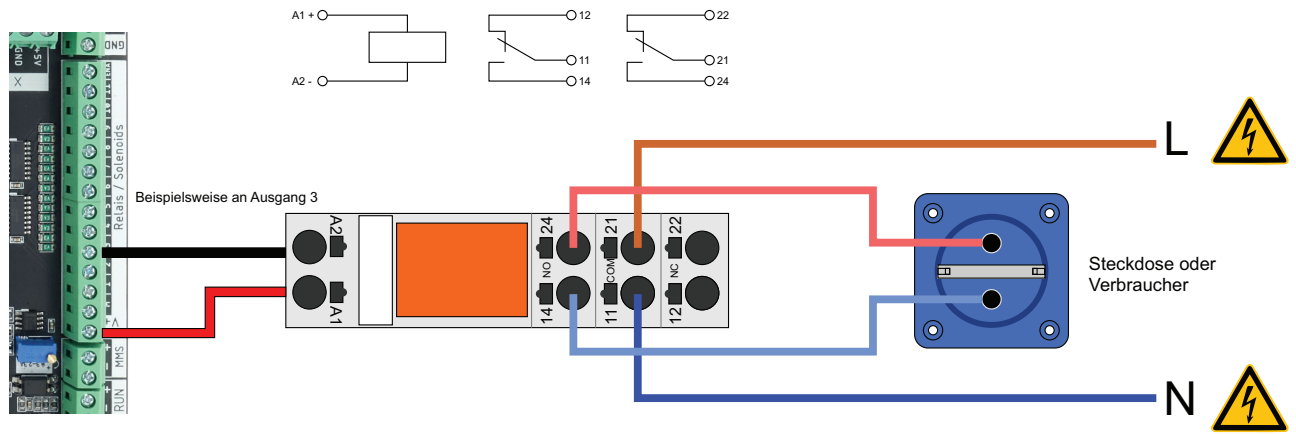 A1 +
A2 -
12
11
14
22
21
24
GND
+5V
GND
X
Relais / Solenoids
V+
MMS
RUN
Beispielsweise an Ausgang 3
A2
A1
24
NO
14
21
COM
11
22
NC
12
L
N
Steckdose oder
Verbraucher